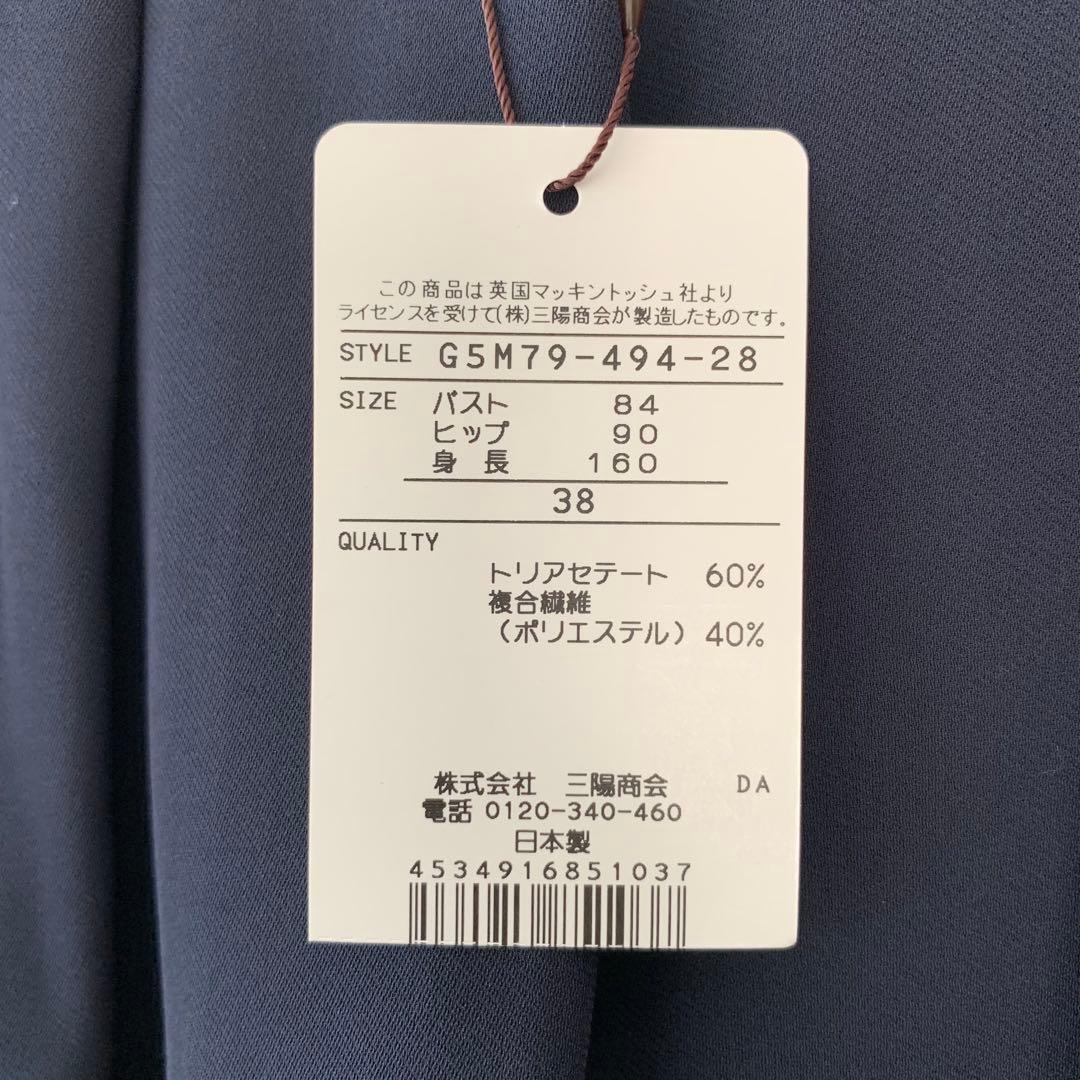 この商品は英国マッキントッシュ社より
ライセンスを受けて(株)三陽商会が製造したものです。
STYLE G5M79-494-28
SIZE バスト 84
ヒップ 90
身長 160
38
QUALITY
トリアセテート 60%
複合繊維
(ポリエステル) 40%
株式会社 三陽商会 DA
電話 0120-340-460
日本製
4534916851037